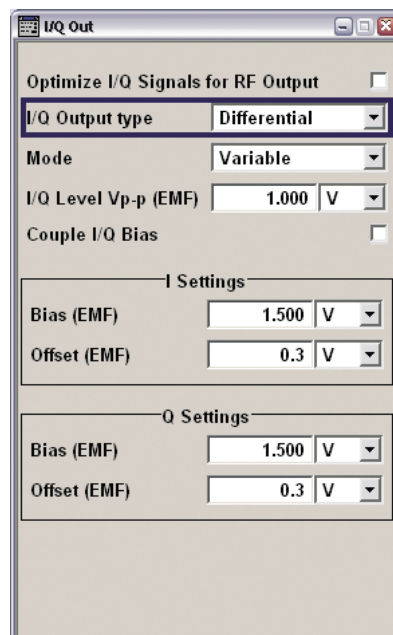 I/Q Out
Optimize I/Q Signals for RF Output
I/Q Output type Differential
Mode Variable
I/Q Level Vp-p (EMF) 1.000 V
Couple I/Q Bias
I Settings
Bias (EMF) 1.500 V
Offset (EMF) 0.3 V
Q Settings
Bias (EMF) 1.500 V
Offset (EMF) 0.3 V